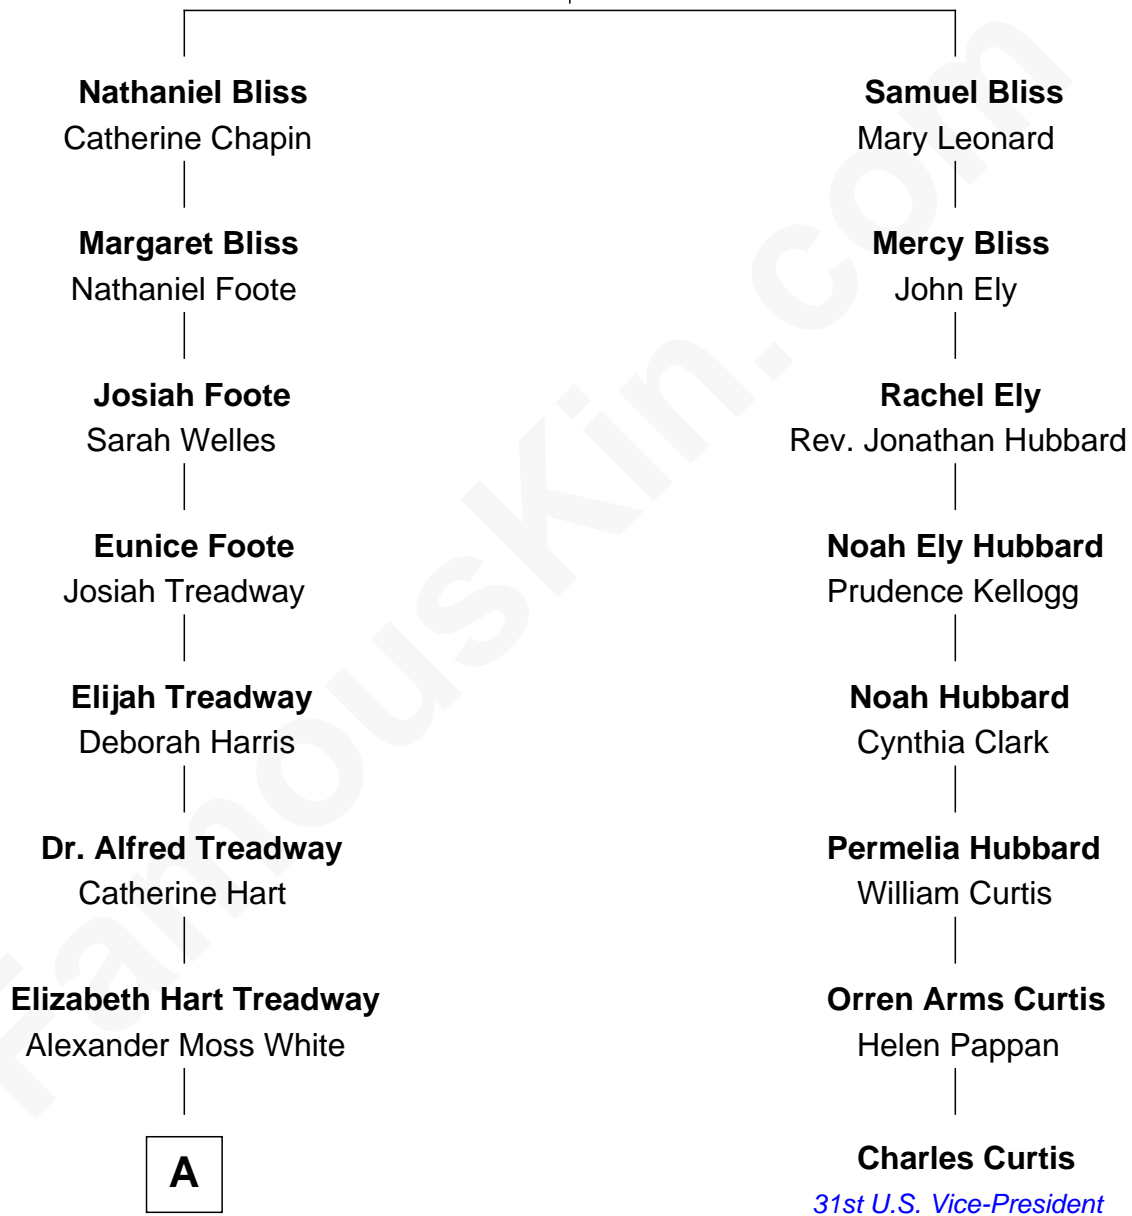 Nathaniel Bliss
Catherine Chapin
Samuel Bliss
Mary Leonard
Margaret Bliss
Nathaniel Foote
Mercy Bliss
John Ely
Josiah Foote
Sarah Welles
Rachel Ely
Rev. Jonathan Hubbard
Eunice Foote
Josiah Treadway
Noah Ely Hubbard
Prudence Kellogg
Elijah Treadway
Deborah Harris
Noah Hubbard
Cynthia Clark
Dr. Alfred Treadway
Catherine Hart
Permelia Hubbard
William Curtis
Elizabeth Hart Treadway
Alexander Moss White
Orren Arms Curtis
Helen Pappan
A
Charles Curtis
31st U.S. Vice-President
FamousKin.com